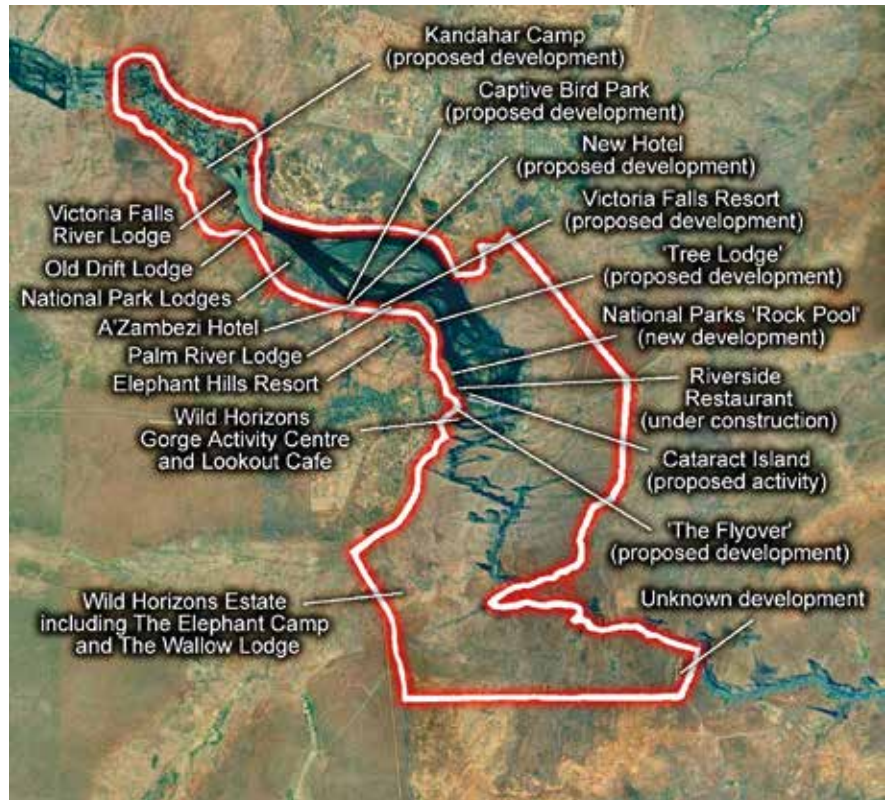 Kandahar Camp
(proposed development)
Captive Bird Park
(proposed development)
New Hotel
(proposed development)
Victoria Falls Resort
(proposed development)
'Tree Lodge'
(proposed development)
National Parks 'Rock Pool'
(new development)
Riverside
Restaurant
(under construction)
Cataract Island
(proposed activity)
'The Flyover'
(proposed development)
Unknown development
Victoria Falls
River Lodge
Old Drift Lodge
National Park Lodges
A'Zambezi Hotel
Palm River Lodge
Elephant Hills Resort
Wild Horizons
Gorge Activity Centre
and Lookout Cafe
Wild Horizons Estate
including The Elephant Camp
and The Wallow Lodge